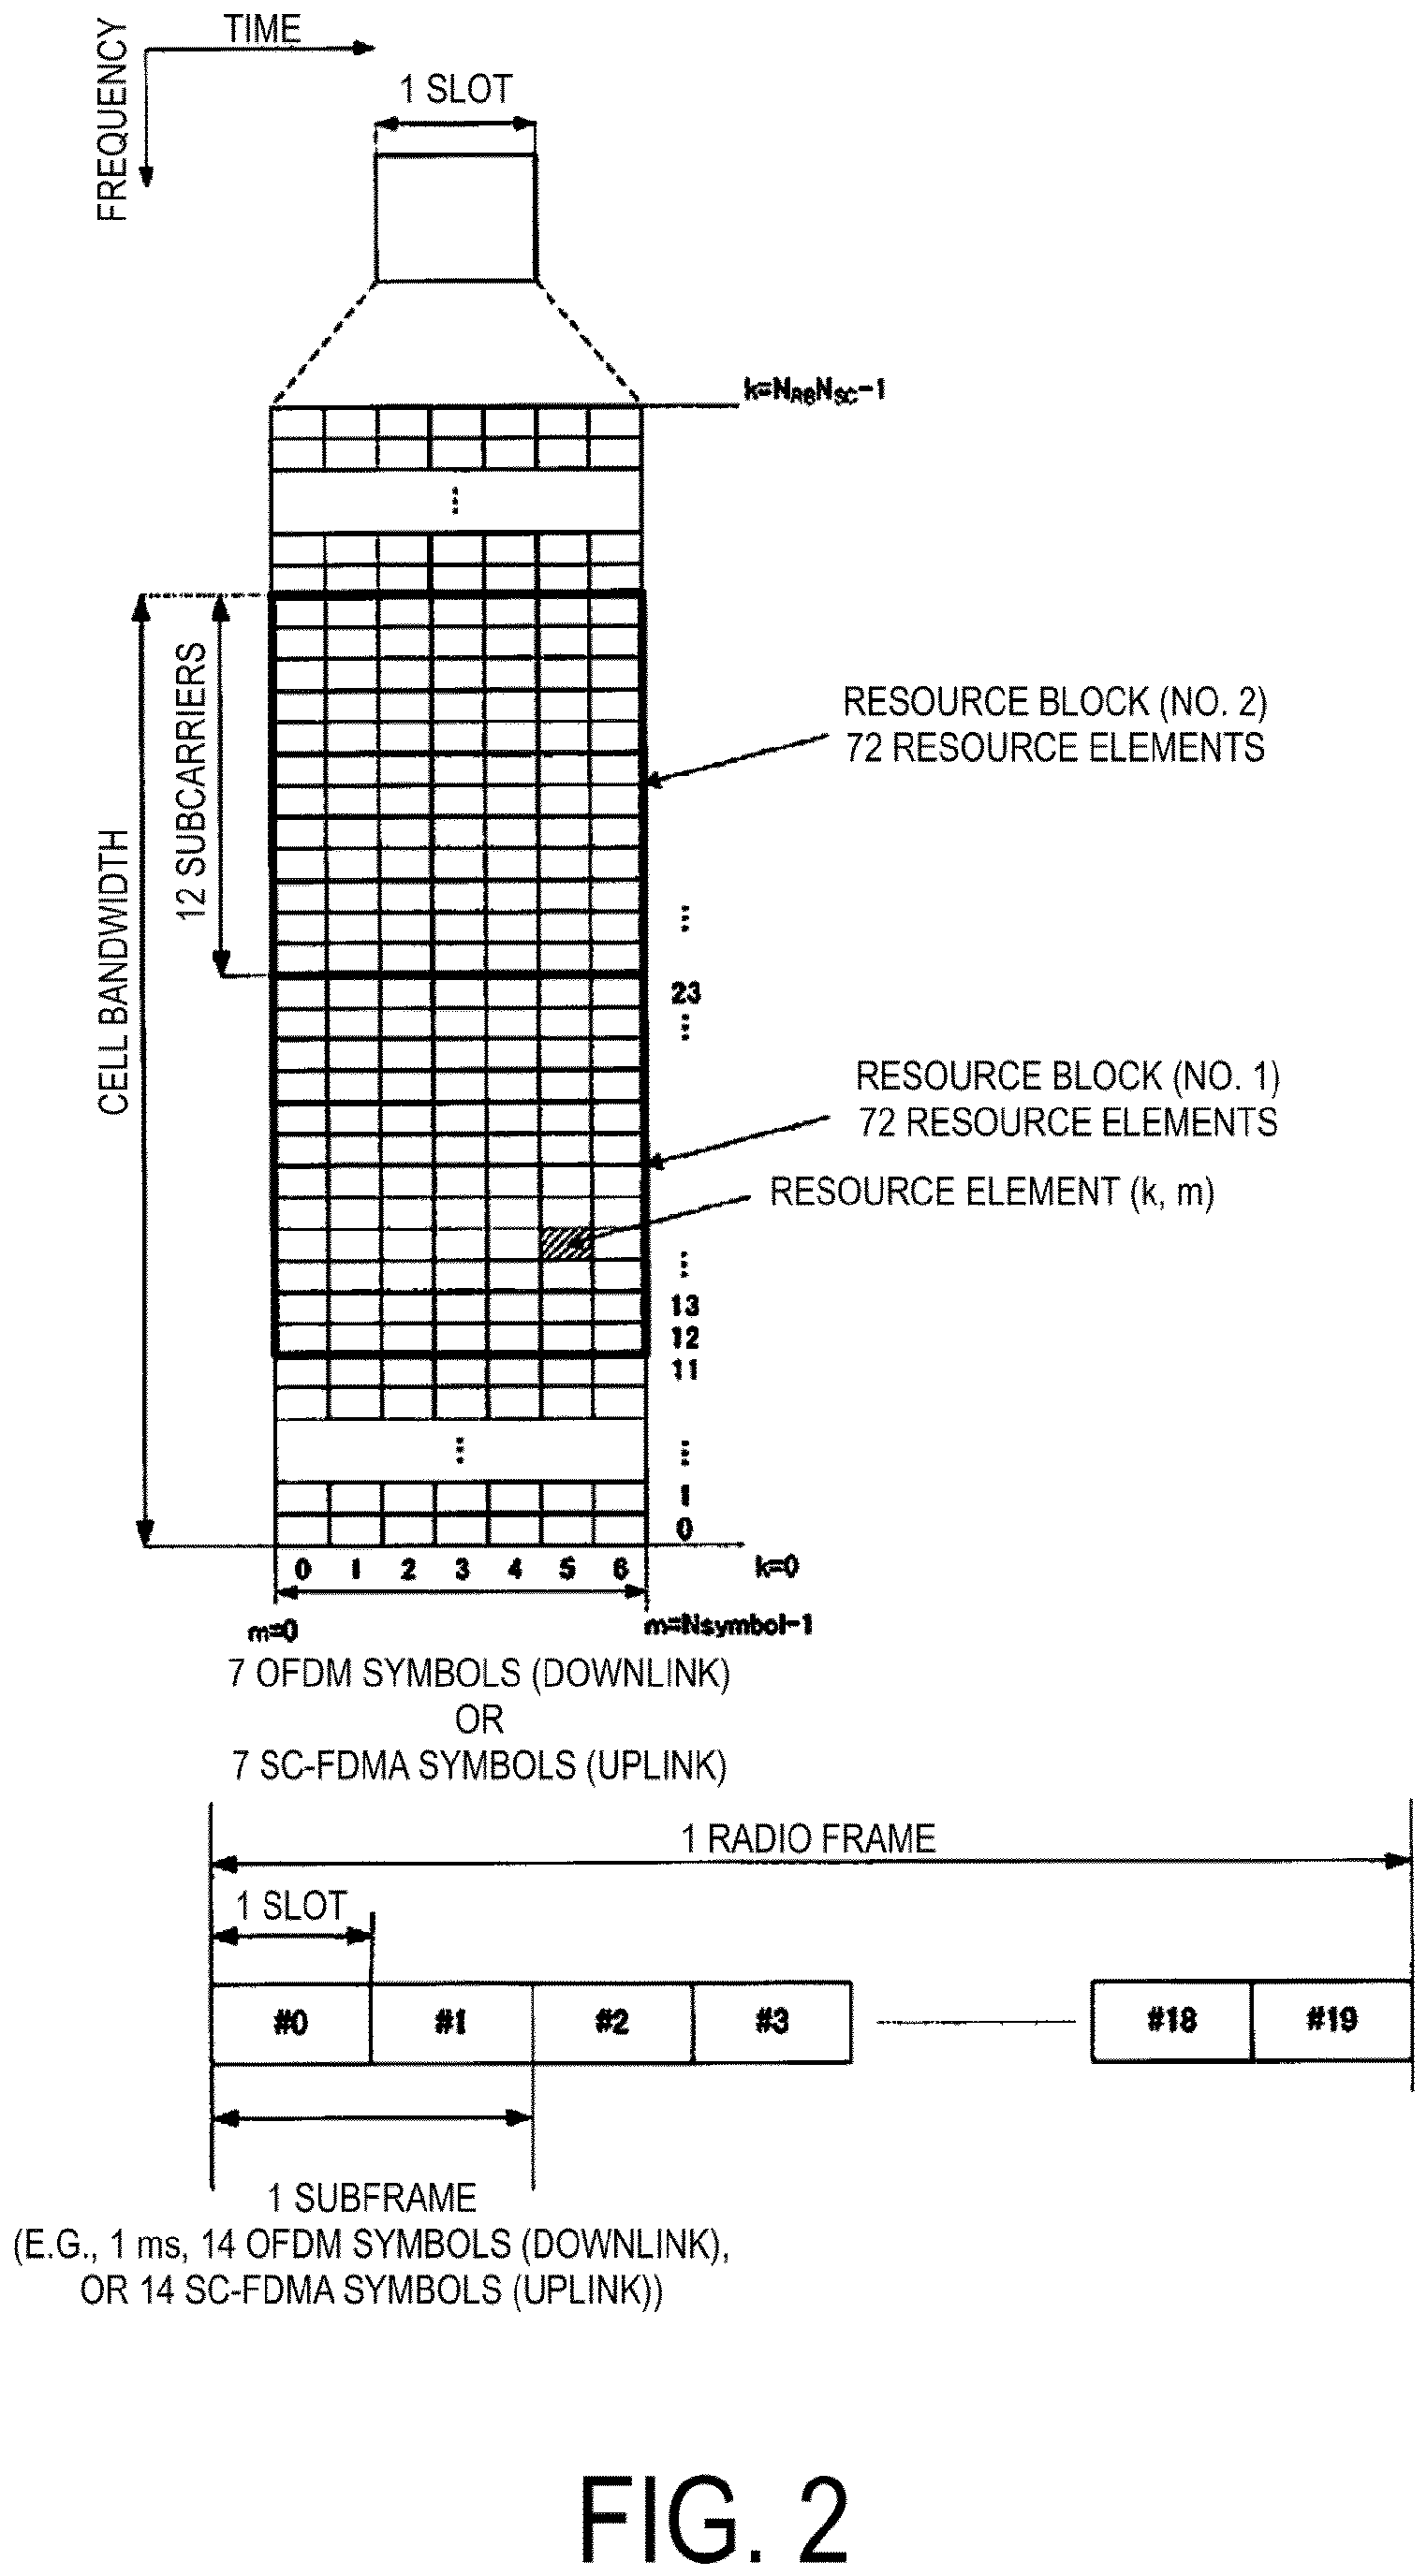 TIME
FREQUENCY
1 SLOT
k=NRBNSC-1
12 SUBCARRIERS
CELL BANDWIDTH
RESOURCE BLOCK (NO. 2)
72 RESOURCE ELEMENTS
...
...
23
...
RESOURCE BLOCK (NO. 1)
72 RESOURCE ELEMENTS
RESOURCE ELEMENT (k, m)
...
13
12
11
...
...
1
0
0 1 2 3 4 5 6
k=0
m=0
m=Nsymbol-1
7 OFDM SYMBOLS (DOWNLINK)
OR
7 SC-FDMA SYMBOLS (UPLINK)
1 RADIO FRAME
1 SLOT
#0 #1 #2 #3 #18 #19
1 SUBFRAME
(E.G., 1 ms, 14 OFDM SYMBOLS (DOWNLINK),
OR 14 SC-FDMA SYMBOLS (UPLINK))
FIG. 2